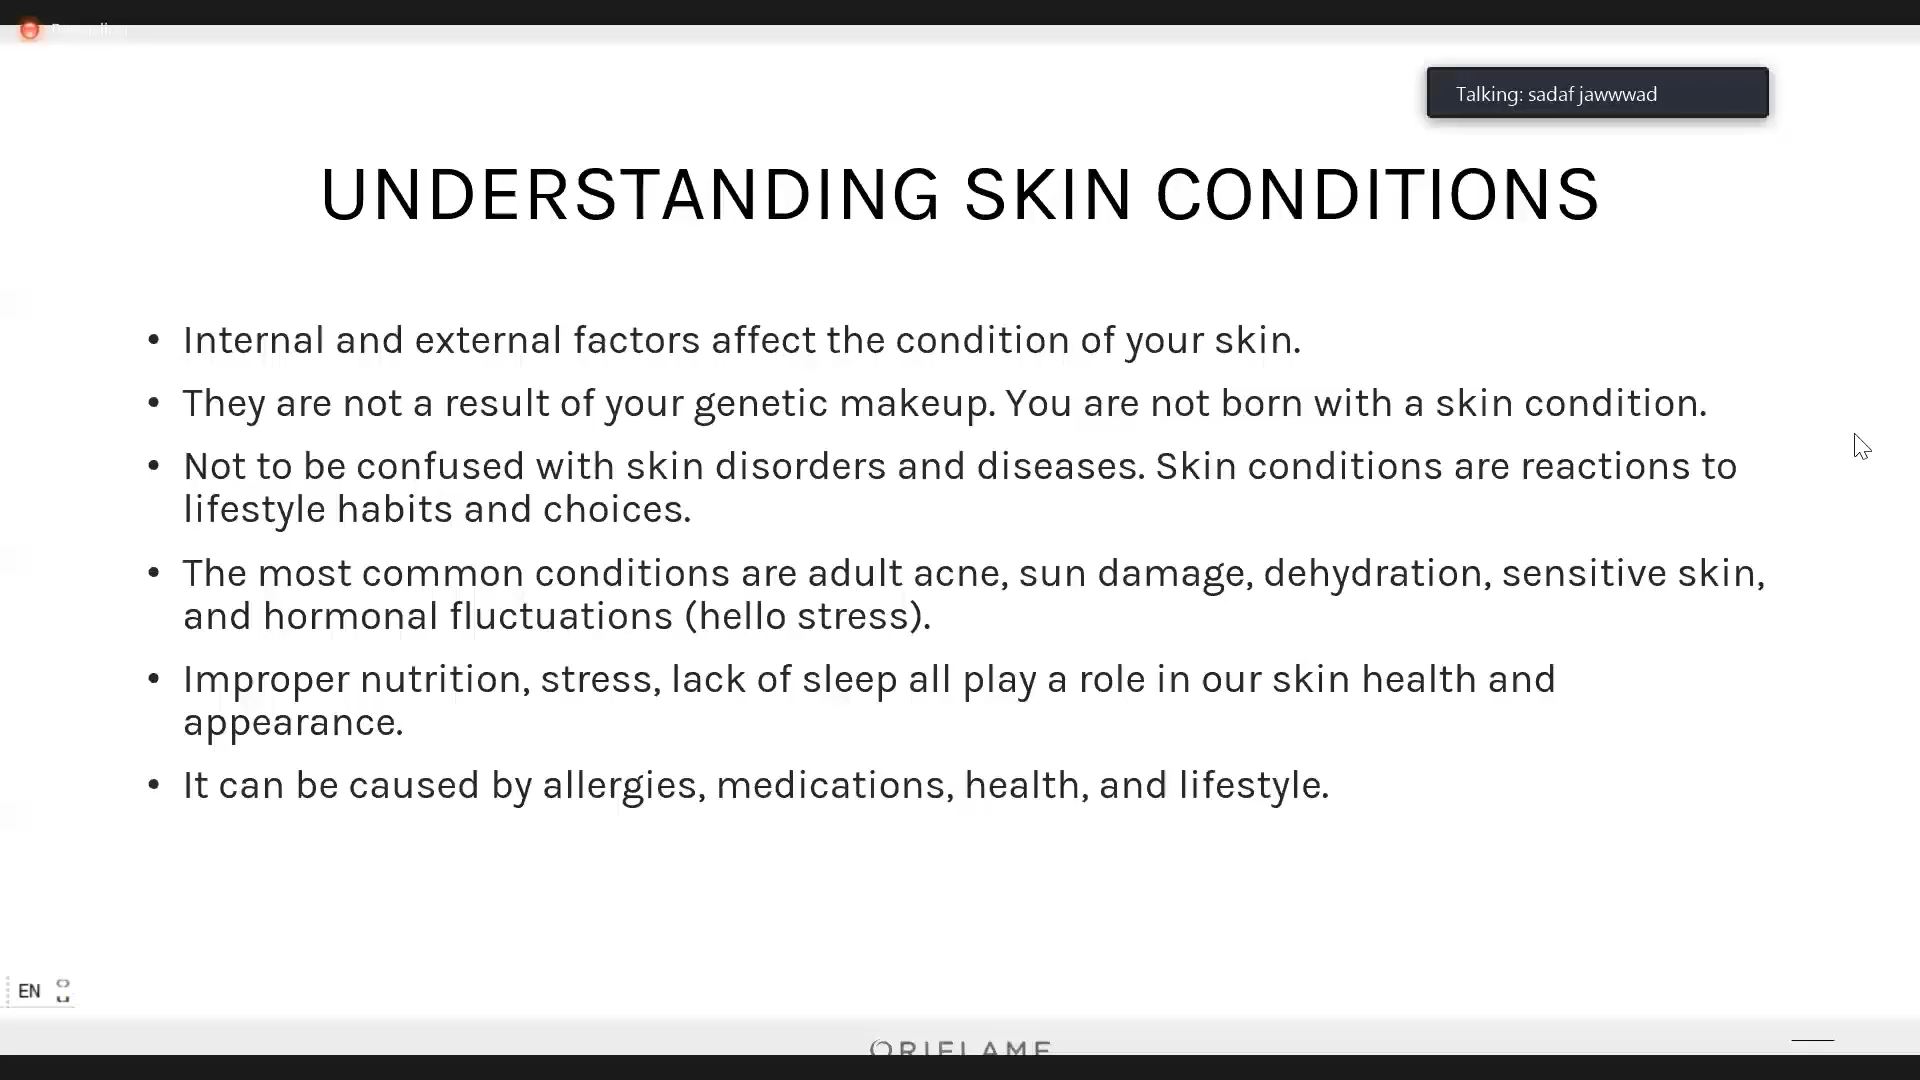 Talking: sadaf jawwwad
UNDERSTANDING SKIN CONDITIONS
• Internal and external factors affect the condition of your skin.
• They are not a result of your genetic makeup. You are not born with a skin condition.
• Not to be confused with skin disorders and diseases. Skin conditions are reactions to
lifestyle habits and choices.
• The most common conditions are adult acne, sun damage, dehydration, sensitive skin,
and hormonal fluctuations (hello stress).
• Improper nutrition, stress, lack of sleep all play a role in our skin health and
appearance.
• It can be caused by allergies, medications, health, and lifestyle.
EN
ORIFLAME